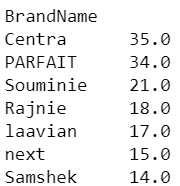 BrandName
Centra 35.0
PARFAIT 34.0
Souminie 21.0
Rajnie 18.0
laavian 17.0
next 15.0
Samshek 14.0